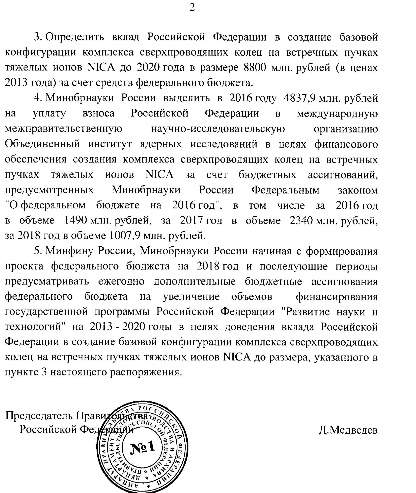 2
3. Определить вклад Российской Федерации в создание базовой
конфигурации комплекса сверхпроводящих колец на встречных пучках
тяжелых ионов NICA до 2020 года в размере 8800 млн. рублей (в ценах
2013 года) за счет средств федерального бюджета.
4. Минобрнауки России выделить в 2016 году 4837,9 млн. рублей
на уплату взноса Российской Федерации в международную
межправительственную научно-исследовательскую организацию
Объединенный институт ядерных исследований в целях финансового
обеспечения создания комплекса сверхпроводящих колец на встречных
пучках тяжелых ионов NICA за счет бюджетных ассигнований,
предусмотренных Минобрнауки России Федеральным законом
"О федеральном бюджете на 2016 год", в том числе за 2016 год
в объеме 1490 млн. рублей, за 2017 год в объеме 2340 млн. рублей,
за 2018 год в объеме 1007,9 млн. рублей.
5. Минфину России, Минобрнауки России начиная с формирования
проекта федерального бюджета на 2018 год и последующие периоды
предусматривать ежегодно дополнительные бюджетные ассигнования
федерального бюджета на увеличение объемов финансирования
государственной программы Российской Федерации "Развитие науки и
технологий" на 2013 - 2020 годы в целях доведения вклада Российской
Федерации в создание базовой конфигурации комплекса сверхпроводящих
колец на встречных пучках тяжелых ионов NICA до размера, указанного в
пункте 3 настоящего распоряжения.
Председатель Правительства
Российской Федерации
Д.Медведев
№1